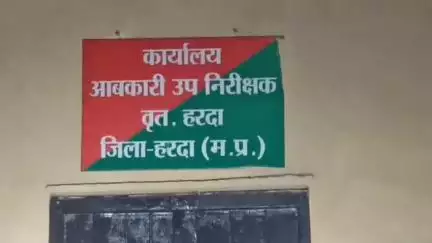 कार्यालय
आबकारी उप निरीक्षक
वृत. हरदा
जिला-हरदा (म.प्र.)